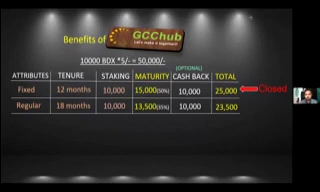 Benefits of GCChub
Let's make it together!!
10000 BDX *5/- = 50,000/-
(OPTIONAL)
ATTRIBUTES TENURE STAKING MATURITY CASH BACK TOTAL
Fixed 12 months 10,000 15,000(50%) 10,000 25,000 Closed
Regular 18 months 10,000 13,500(35%) 10,000 23,500